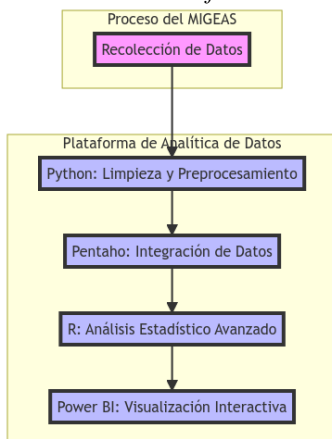 Proceso del MIGEAS
Recolección de Datos
Plataforma de Analítica de Datos
Python: Limpieza y Preprocesamiento
Pentaho: Integración de Datos
R: Análisis Estadístico Avanzado
Power BI: Visualización Interactiva